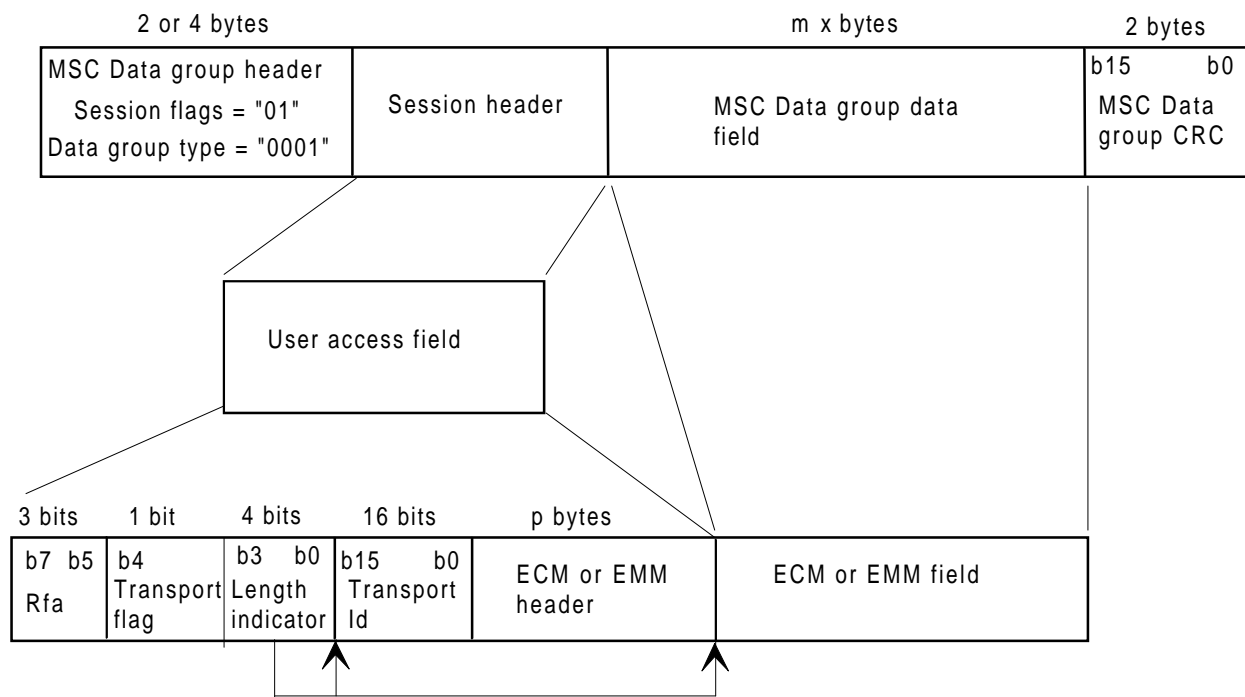 2 or 4 bytes
m x bytes
2 bytes
MSC Data group header
Session flags = "01"
Data group type = "0001"
Session header
MSC Data group data
field
b15 b0
MSC Data
group CRC
User access field
3 bits
1 bit
4 bits
16 bits
p bytes
b7 b5
Rfa
b4
Transport
flag
b3 b0
Length
indicator
b15 b0
Transport
Id
ECM or EMM
header
ECM or EMM field